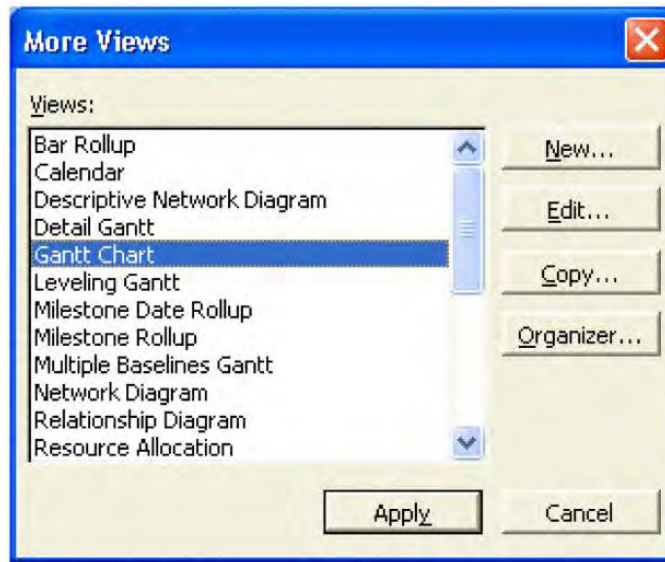 More Views
Views:
Bar Rollup
Calendar
Descriptive Network Diagram
Detail Gantt
Gantt Chart
Leveling Gantt
Milestone Date Rollup
Milestone Rollup
Multiple Baselines Gantt
Network Diagram
Relationship Diagram
Resource Allocation
New...
Edit...
Copy...
Organizer...
Apply
Cancel